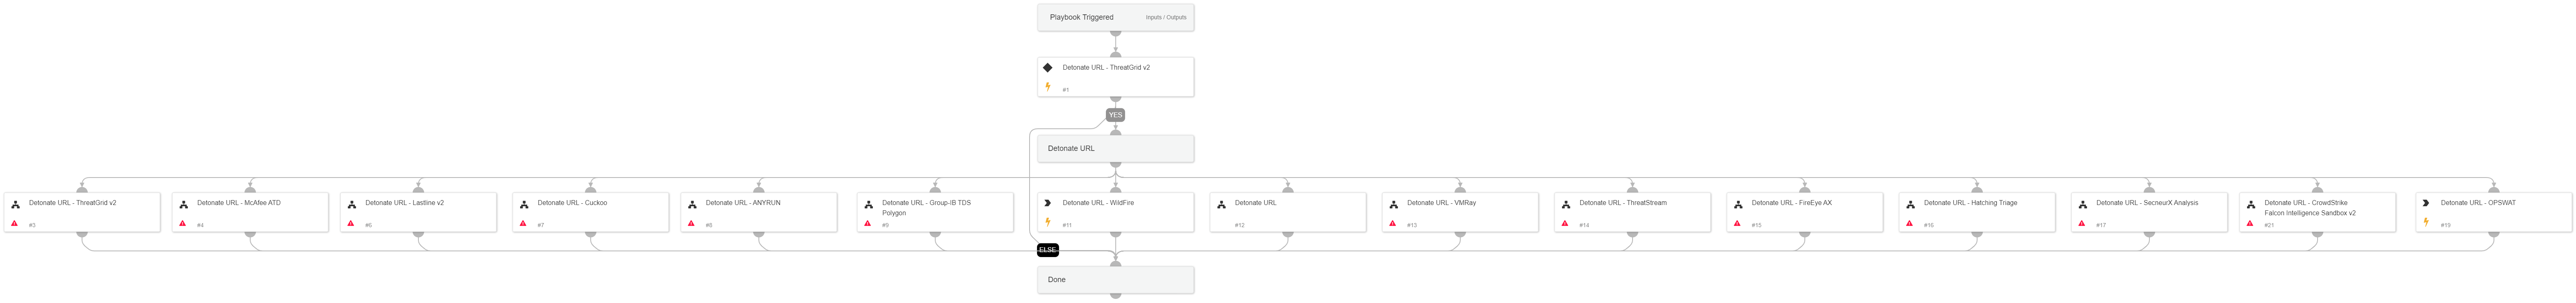 Playbook Triggered
Inputs / Outputs
Detonate URL - ThreatGrid v2
#1
YES
Detonate URL
Detonate URL - ThreatGrid v2
#3
Detonate URL - McAfee ATD
#4
Detonate URL - Lastline v2
#6
Detonate URL - Cuckoo
#7
Detonate URL - ANYRUN
#8
Detonate URL - Group-IB TDS
Polygon
#9
Detonate URL - WildFire
#11
Detonate URL
#12
Detonate URL - VMRay
#13
Detonate URL - ThreatStream
#14
Detonate URL - FireEye AX
#15
Detonate URL - Hatching Triage
#16
Detonate URL - SecneurX Analysis
#17
Detonate URL - CrowdStrike
Falcon Intelligence Sandbox v2
#21
Detonate URL - OPSWAT
#19
ELSE
Done